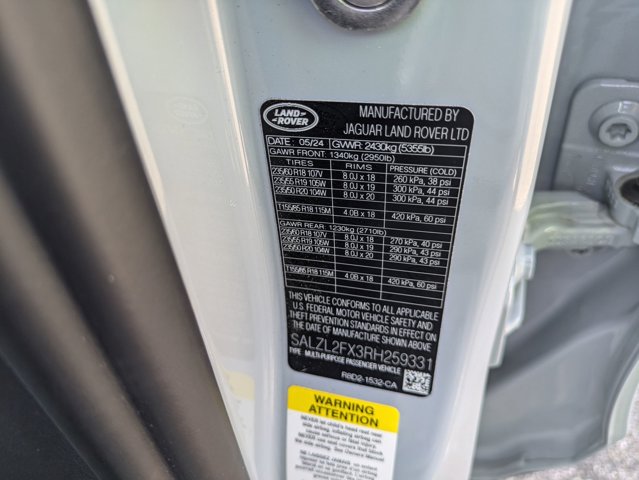 LAND
ROVER
MANUFACTURED BY
JAGUAR LAND ROVER LTD
DATE : 05/24 GVWR: 2430kg (5355lb)
GAWR FRONT: 1340kg (2950lb)
TIRES RIMS PRESSURE (COLD)
235/60 R18 107V 8.0J x 18 260 kPa, 38 psi
235/55 R19 105W 8.0J x 19 300 kPa, 44 psi
235/50 R20 104W 8.0J x 20 300 kPa, 44 psi
T155/85 R18 115M 4.0B x 18 420 kPa, 60 psi
GAWR REAR : 1230kg (2710lb)
235/60 R18 107V 8.0J x 18 270 kPa, 40 psi
235/55 R19 105W 8.0J x 19 290 kPa, 43 psi
235/50 R20 104W 8.0J x 20 290 kPa, 43 psi
T155/85 R18 115M 4.0B x 18 420 kPa, 60 psi
THIS VEHICLE CONFORMS TO ALL APPLICABLE
U.S. FEDERAL MOTOR VEHICLE SAFETY AND
THEFT PREVENTION STANDARDS IN EFFECT ON
THE DATE OF MANUFACTURE SHOWN ABOVE
SALZL2FX3RH259331
TYPE MULTI-PURPOSE PASSENGER VEHICLE
R8D2-1532-CA
WARNING
ATTENTION